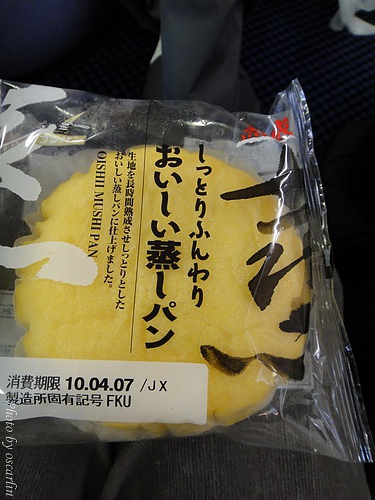 しっとりふんわり
おいしい蒸しパン
生地を長時間熟成させしっとりとした
おいしい蒸しパンに仕上げました。
OISHII MUSHI PAN
消費期限 10.04.07 /JX
製造所固有記号 FKU
Photo by oscarlin